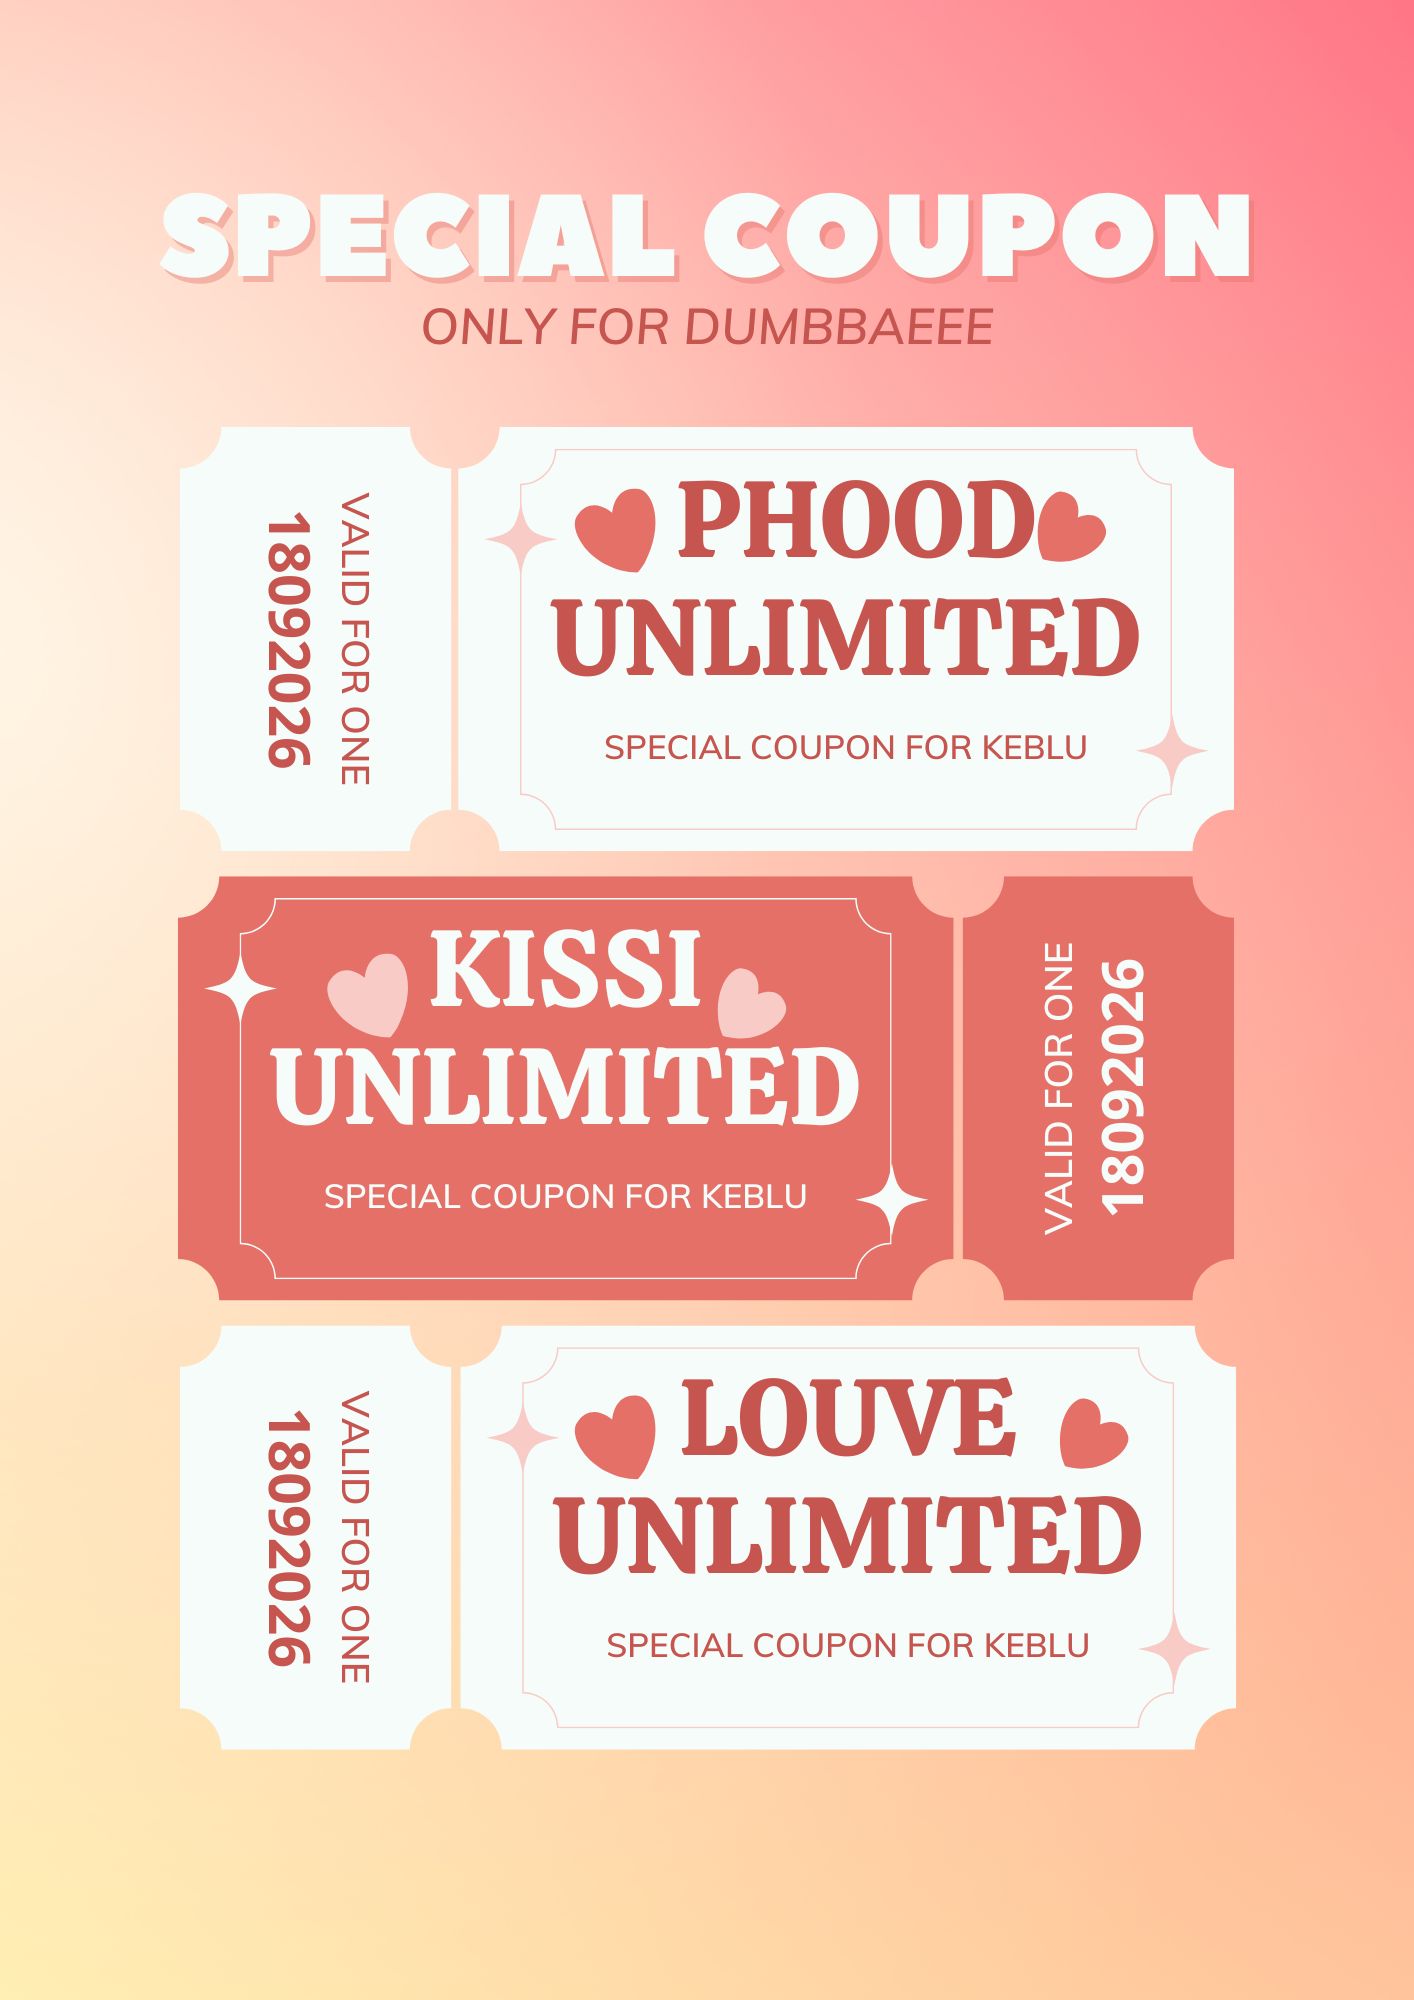 SPECIAL COUPON
ONLY FOR DUMBBAEEE
VALID FOR ONE
18092026
PHOOD
UNLIMITED
SPECIAL COUPON FOR KEBLU
KISSI
UNLIMITED
SPECIAL COUPON FOR KEBLU
VALID FOR ONE
18092026
VALID FOR ONE
18092026
LOUVE
UNLIMITED
SPECIAL COUPON FOR KEBLU